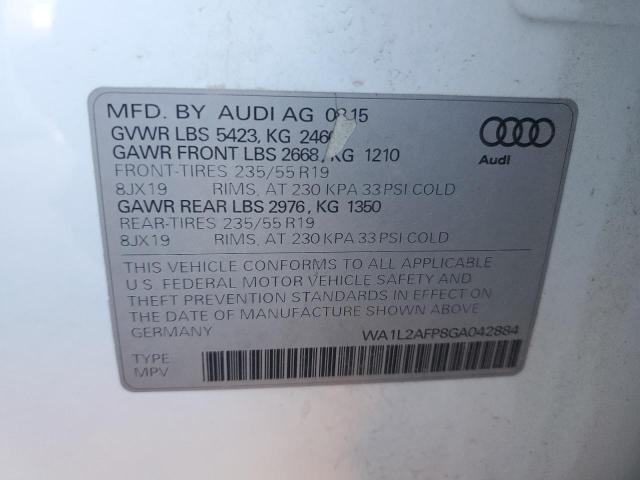 MFD. BY AUDI AG
GVWR LBS 5423, KG
GAWR FRONT LBS 2668, KG 1210
FRONT-TIRES 235/55 R19
8JX19 RIMS, AT 230 KPA 33 PSI COLD
GAWR REAR LBS 2976, KG 1350
REAR-TIRES 235/55 R19
8JX19 RIMS, AT 230 KPA 33 PSI COLD
Audi
THIS VEHICLE CONFORMS TO ALL APPLICABLE
U.S. FEDERAL MOTOR VEHICLE SAFETY AND
THEFT PREVENTION STANDARDS IN EFFECT ON
THE DATE OF MANUFACTURE SHOWN ABOVE
GERMANY WA1L2AFP8GA042884
TYPE
MPV